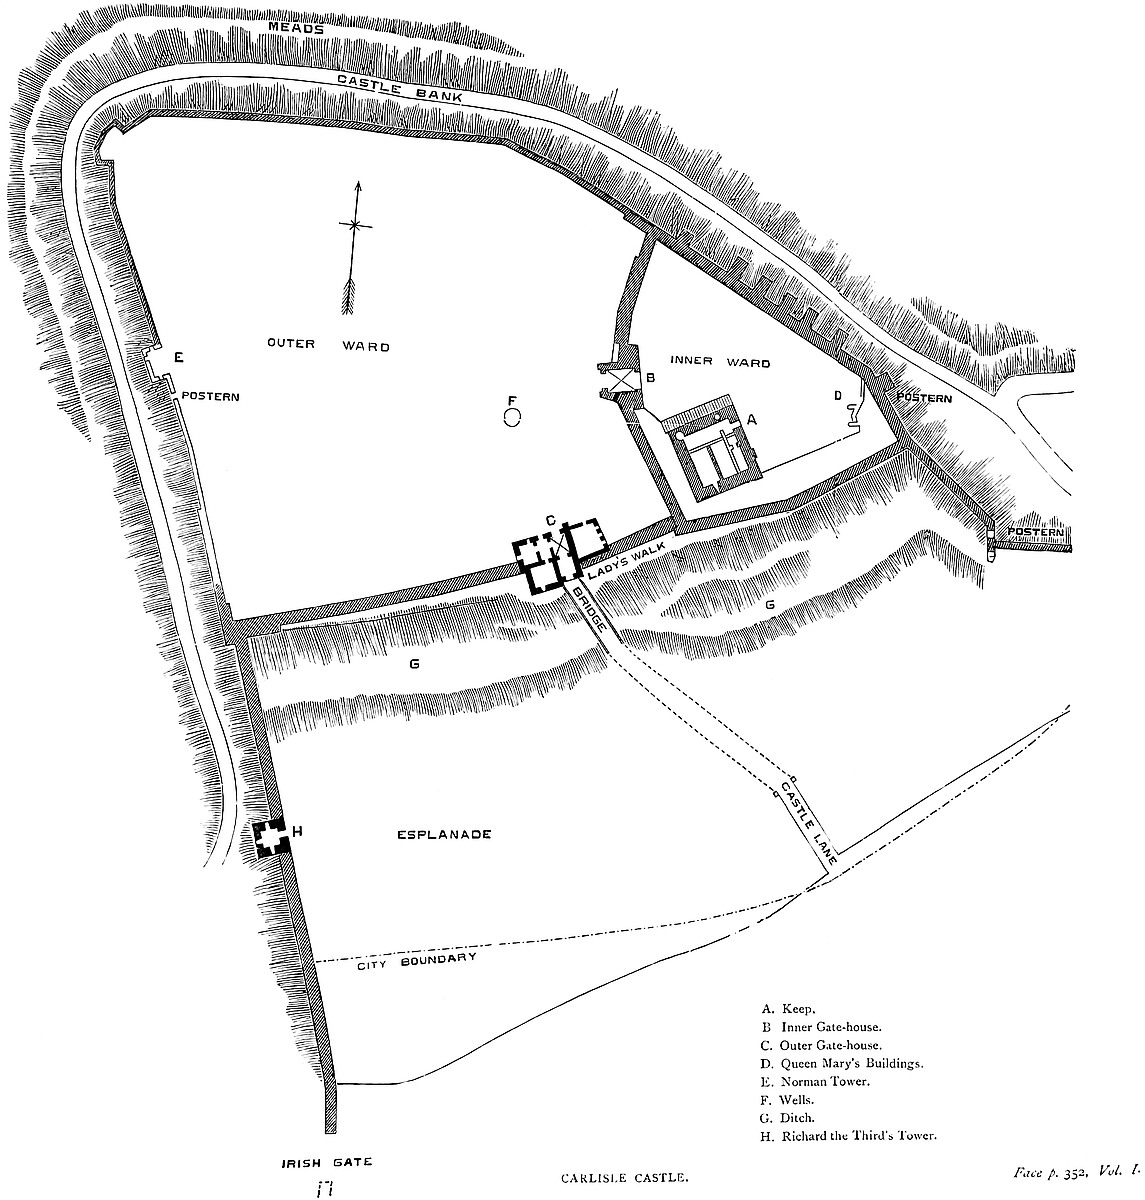 MEADS
CASTLE BANK
OUTER WARD
E
POSTERN
F
INNER WARD
B
D
POSTERN
A
C
LADY'S WALK
BRIDGE
POSTERN
G
G
CASTLE LANE
H
ESPLANADE
CITY BOUNDARY
A. Keep.
B Inner Gate-house.
C. Outer Gate-house.
D. Queen Mary's Buildings.
E. Norman Tower.
F. Wells.
G. Ditch.
H. Richard the Third's Tower.
IRISH GATE
CARLISLE CASTLE.
Face p. 352, Vol. I.